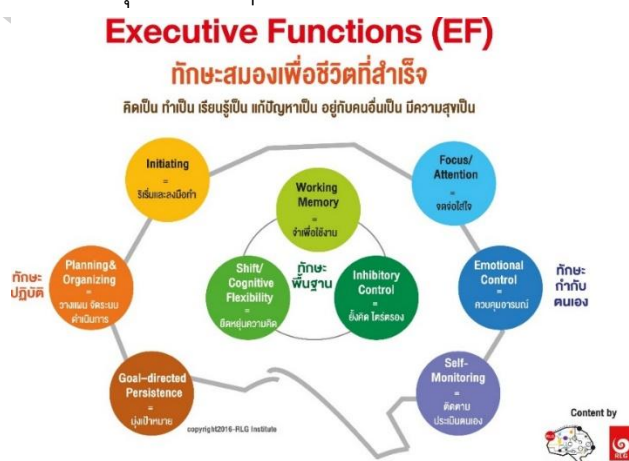 Executive Functions (EF)
ทักษะสมองเพื่อชีวิตที่สำเร็จ
คิดเป็น ทำเป็น เรียนรู้เป็น แก้ปัญหาเป็น อยู่กับคนอื่นเป็น มีความสุขเป็น
Initiating
=
ริเริ่มและลงมือทำ
Focus/
Attention
=
จดจ่อใส่ใจ
Working
Memory
=
จำเพื่อใช้งาน
ทักษะ
ปฏิบัติ
Planning&
Organizing
=
วางแผน จัดระบบ
ดำเนินการ
Shift/
Cognitive
Flexibility
=
ยืดหยุ่นความคิด
ทักษะ
พื้นฐาน
Inhibitory
Control
=
ยั้งคิด ไตร่ตรอง
Emotional
Control
=
ควบคุมอารมณ์
ทักษะ
กำกับ
ตนเอง
Goal-directed
Persistence
=
มุ่งเป้าหมาย
Self-
Monitoring
=
ติดตาม
ประเมินตนเอง
copyright2016-RLG Institute
Content by
RLG